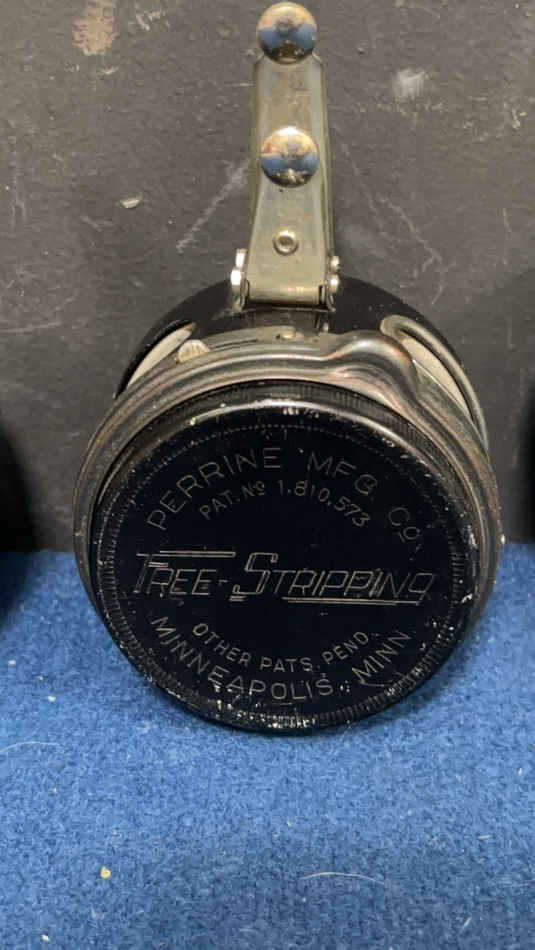 PERRINE MFG. Cº
PAT. Nº 1,810,573
FREE-STRIPPING
OTHER PATS. PEND.
MINNEAPOLIS. MINN